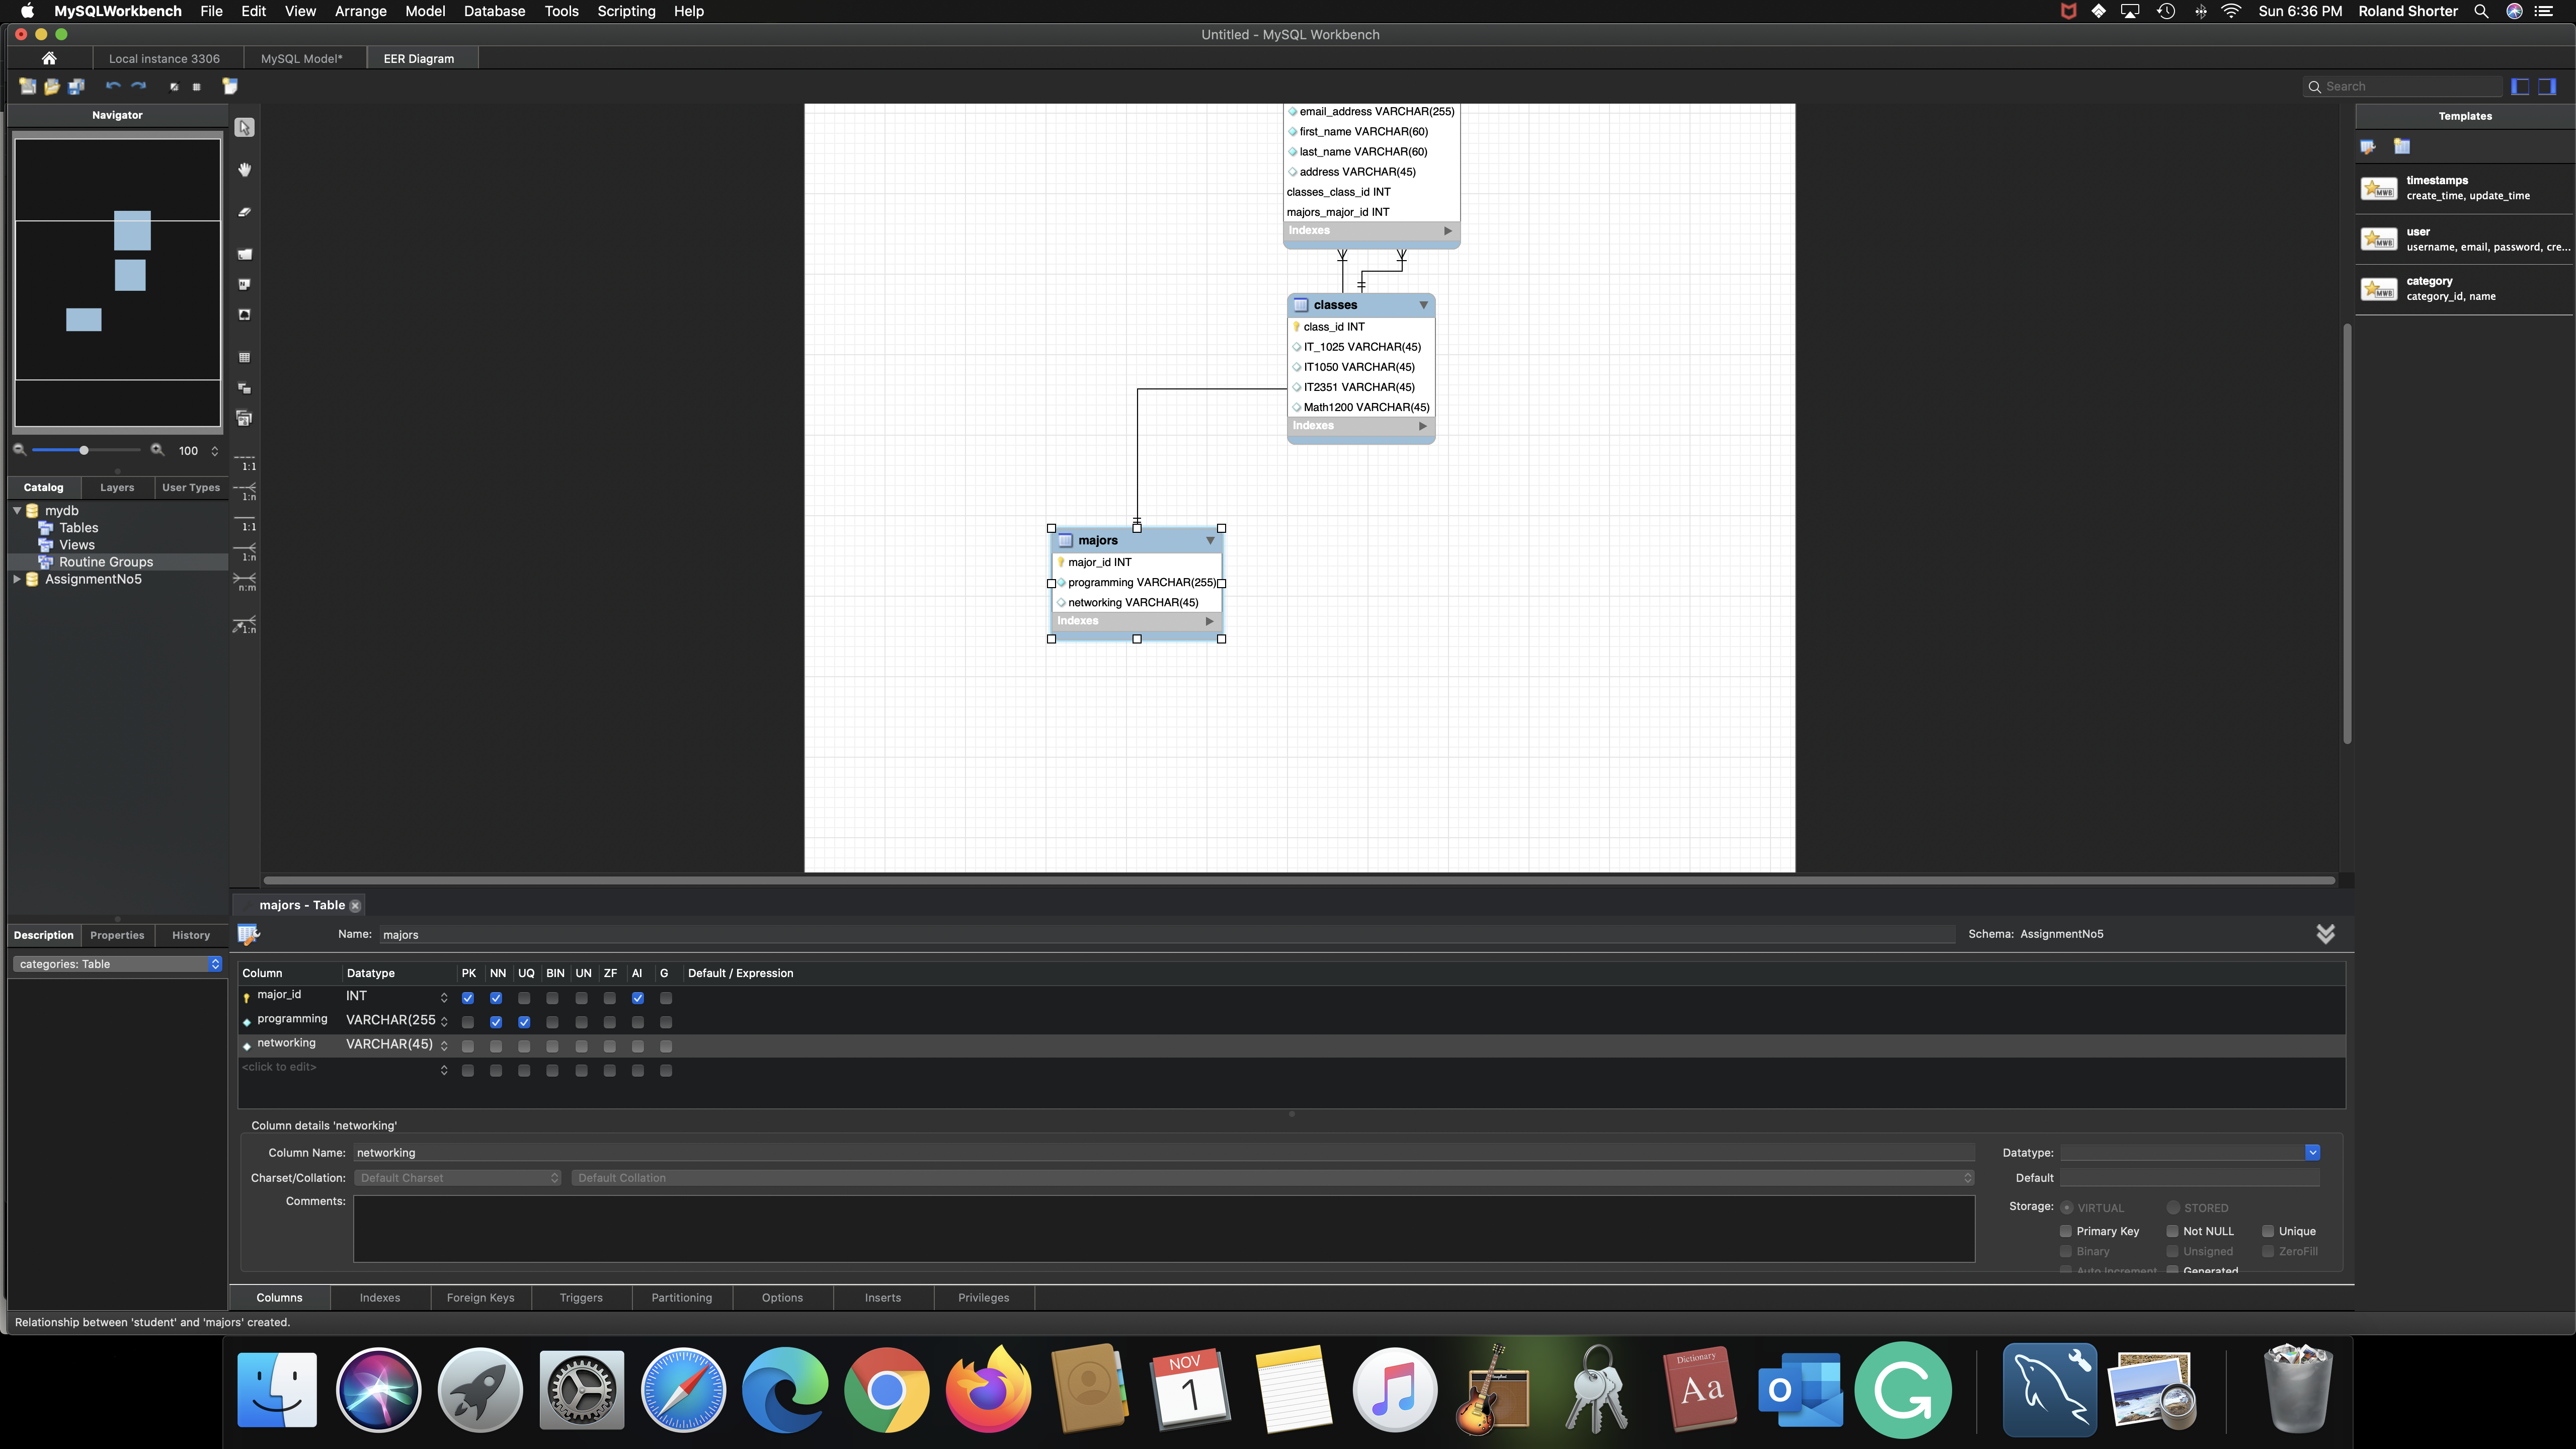 MySQLWorkbench File Edit View Arrange Model Database Tools Scripting Help Sun 6:36 PM Roland Shorter
Untitled - MySQL Workbench
Local instance 3306 MySQL Model* EER Diagram
Search
Navigator
Templates
timestamps
create_time, update_time
user
username, email, password, cre...
category
category_id, name
email_address VARCHAR(255)
first_name VARCHAR(60)
last_name VARCHAR(60)
address VARCHAR(45)
classes_class_id INT
majors_major_id INT
Indexes
classes
class_id INT
IT_1025 VARCHAR(45)
IT1050 VARCHAR(45)
IT2351 VARCHAR(45)
Math1200 VARCHAR(45)
Indexes
majors
major_id INT
programming VARCHAR(255)
networking VARCHAR(45)
Indexes
100
Catalog Layers User Types
mydb
Tables
Views
Routine Groups
AssignmentNo5
1:1
1:n
1:1
1:n
n:m
1:n
majors - Table
Description Properties History
categories: Table
Name: majors Schema: AssignmentNo5
Column Datatype PK NN UQ BIN UN ZF AI G Default / Expression
major_id INT
programming VARCHAR(255
networking VARCHAR(45)
<click to edit>
Column details 'networking'
Column Name: networking Datatype:
Charset/Collation: Default Charset Default Collation Default
Comments:
Storage: VIRTUAL STORED
Primary Key Not NULL Unique
Binary Unsigned ZeroFill
Auto Increment Generated
Columns Indexes Foreign Keys Triggers Partitioning Options Inserts Privileges
Relationship between 'student' and 'majors' created.
NOV
1
Dictionary
Aa